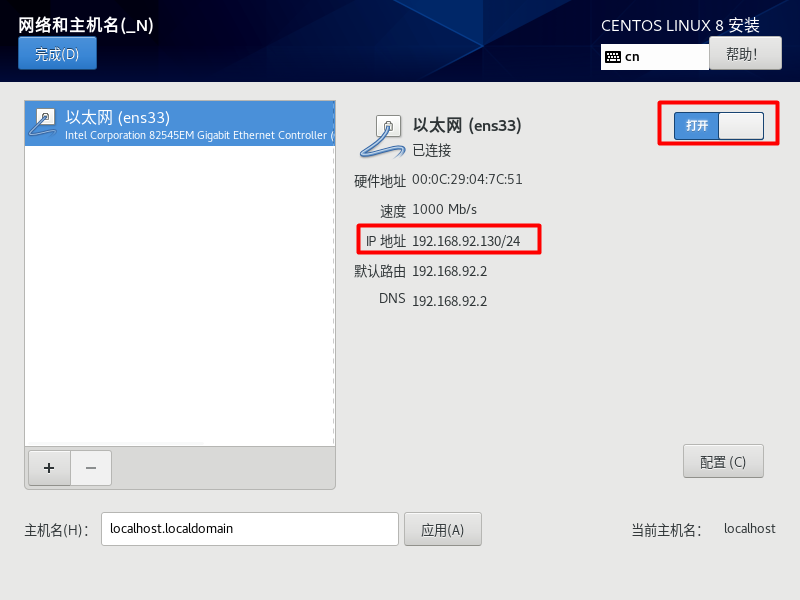 网络和主机名(_N)
CENTOS LINUX 8 安装
完成(D)
cn
帮助!
以太网 (ens33)
Intel Corporation 82545EM Gigabit Ethernet Controller (
以太网 (ens33)
已连接
打开
硬件地址 00:0C:29:04:7C:51
速度 1000 Mb/s
IP 地址 192.168.92.130/24
默认路由 192.168.92.2
DNS 192.168.92.2
+ −
配置 (C)
主机名(H): localhost.localdomain
应用(A)
当前主机名: localhost